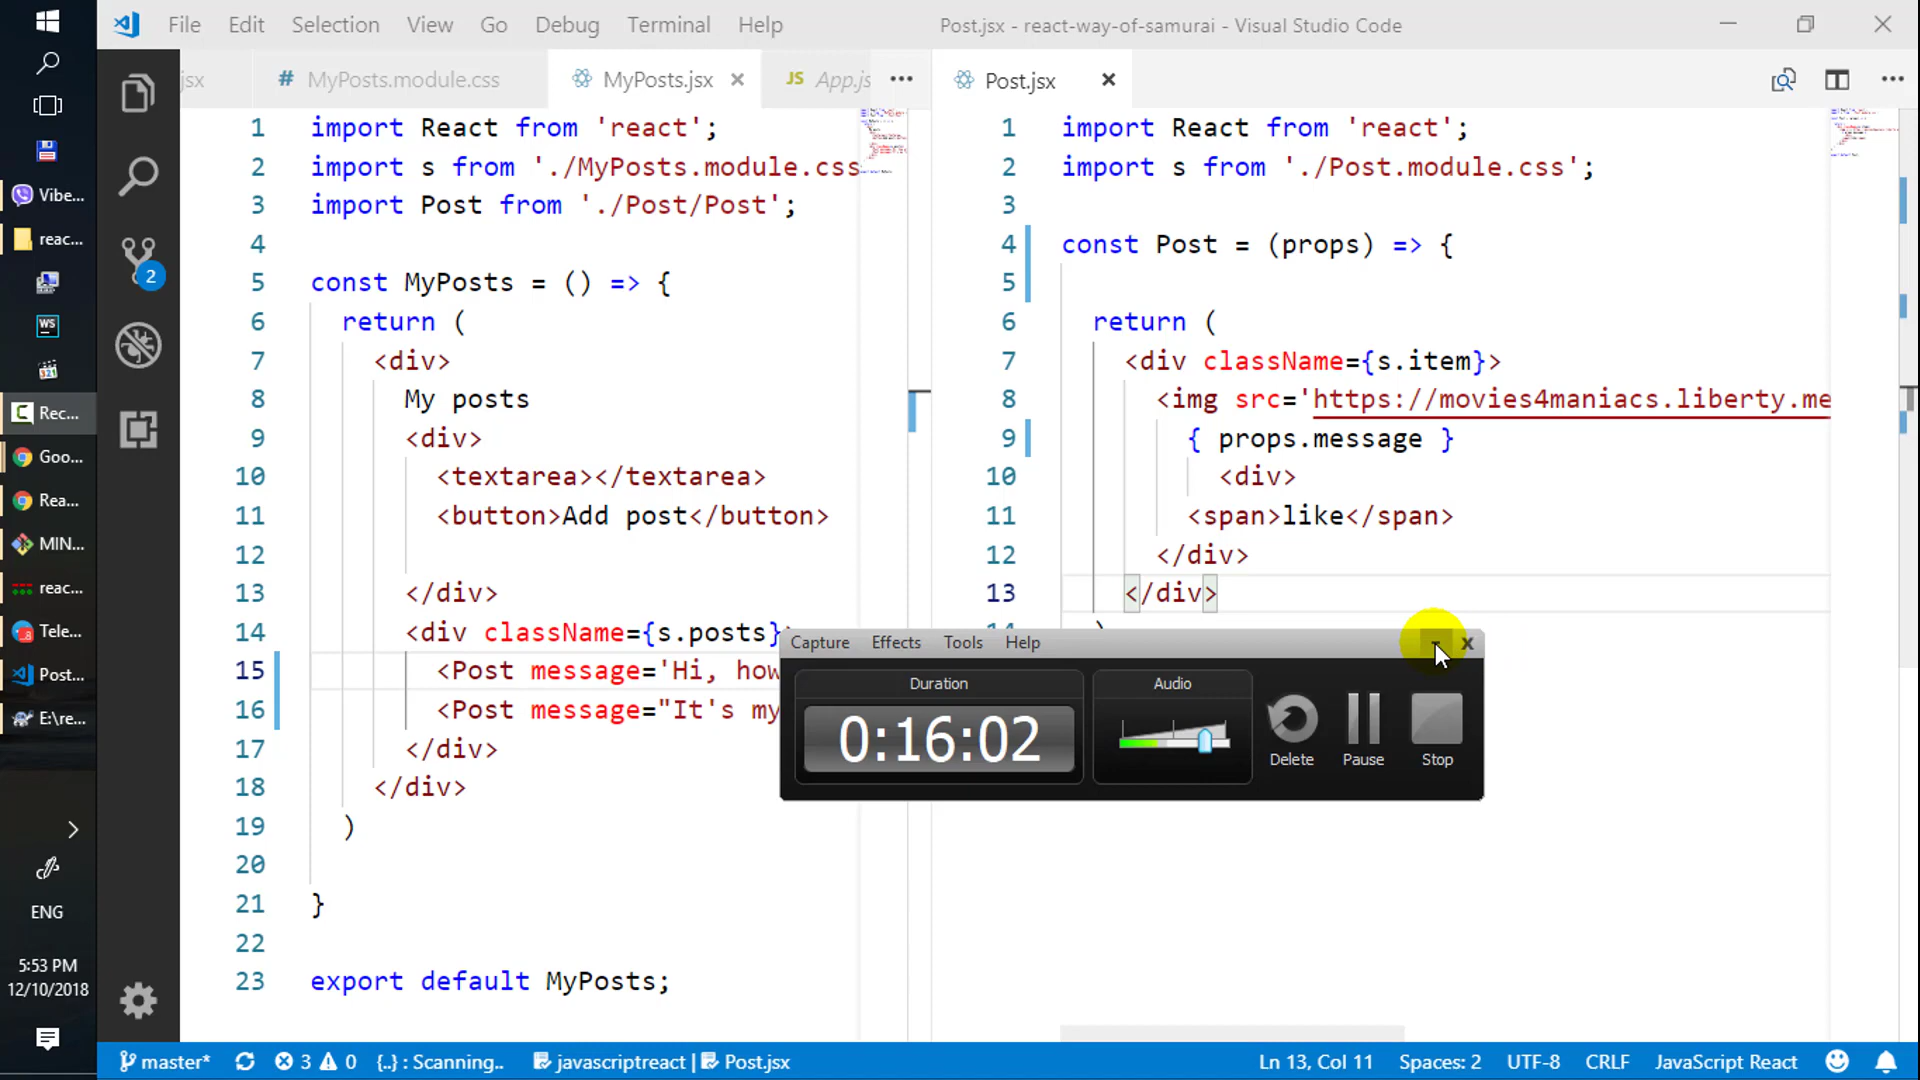 File Edit Selection View Go Debug Terminal Help
Post.jsx - react-way-of-samurai - Visual Studio Code
jsx # MyPosts.module.css MyPosts.jsx JS App.js
Post.jsx
1 import React from 'react';
2 import s from './MyPosts.module.css
3 import Post from './Post/Post';
4
5 const MyPosts = () => {
6 return (
7 <div>
8 My posts
9 <div>
10 <textarea></textarea>
11 <button>Add post</button>
12
13 </div>
14 <div className={s.posts}>
15 <Post message='Hi, how
16 <Post message="It's my
17 </div>
18 </div>
19 )
20
21 }
22
23 export default MyPosts;
1 import React from 'react';
2 import s from './Post.module.css';
3
4 const Post = (props) => {
5
6 return (
7 <div className={s.item}>
8 <img src='https://movies4maniacs.liberty.me
9 { props.message }
10 <div>
11 <span>like</span>
12 </div>
13 </div>
Capture Effects Tools Help
Duration
0:16:02
Audio
Delete
Pause
Stop
Vibe...
reac...
WS
Rec...
Goo...
Rea...
MIN...
reac...
Tele...
Post...
E:\re...
ENG
5:53 PM
12/10/2018
2
master* 3 0 {..} : Scanning.. javascriptreact | Post.jsx
Ln 13, Col 11 Spaces: 2 UTF-8 CRLF JavaScript React